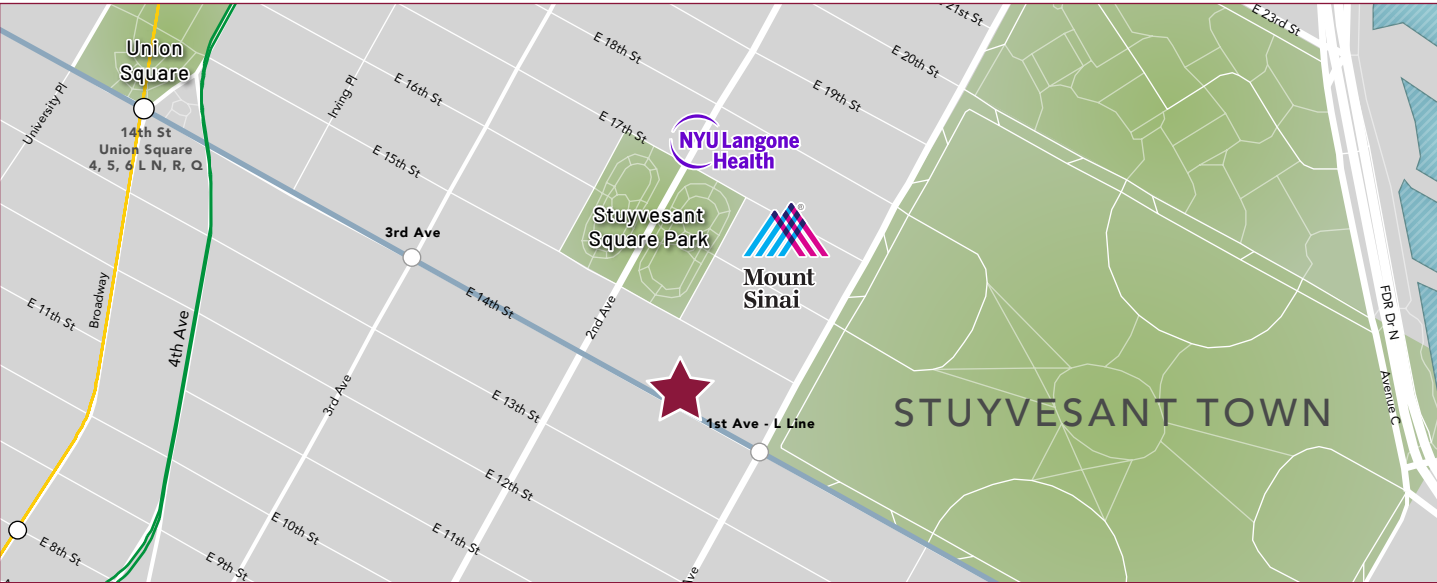 E 21st St
E 23rd St
Union
Square
E 18th St
E 20th St
University Pl
Irving Pl
E 16th St
E 19th St
14th St
Union Square
4, 5, 6 L N, R, Q
E 17th St
NYU Langone
Health
E 15th St
Stuyvesant
Square Park
®
Mount
Sinai
3rd Ave
E 14th St
2nd Ave
Broadway
E 11th St
4th Ave
FDR Dr N
Avenue C
3rd Ave
E 13th St
1st Ave - L Line
STUYVESANT TOWN
E 12th St
E 10th St
E 11th St
E 8th St
E 9th St
Ave